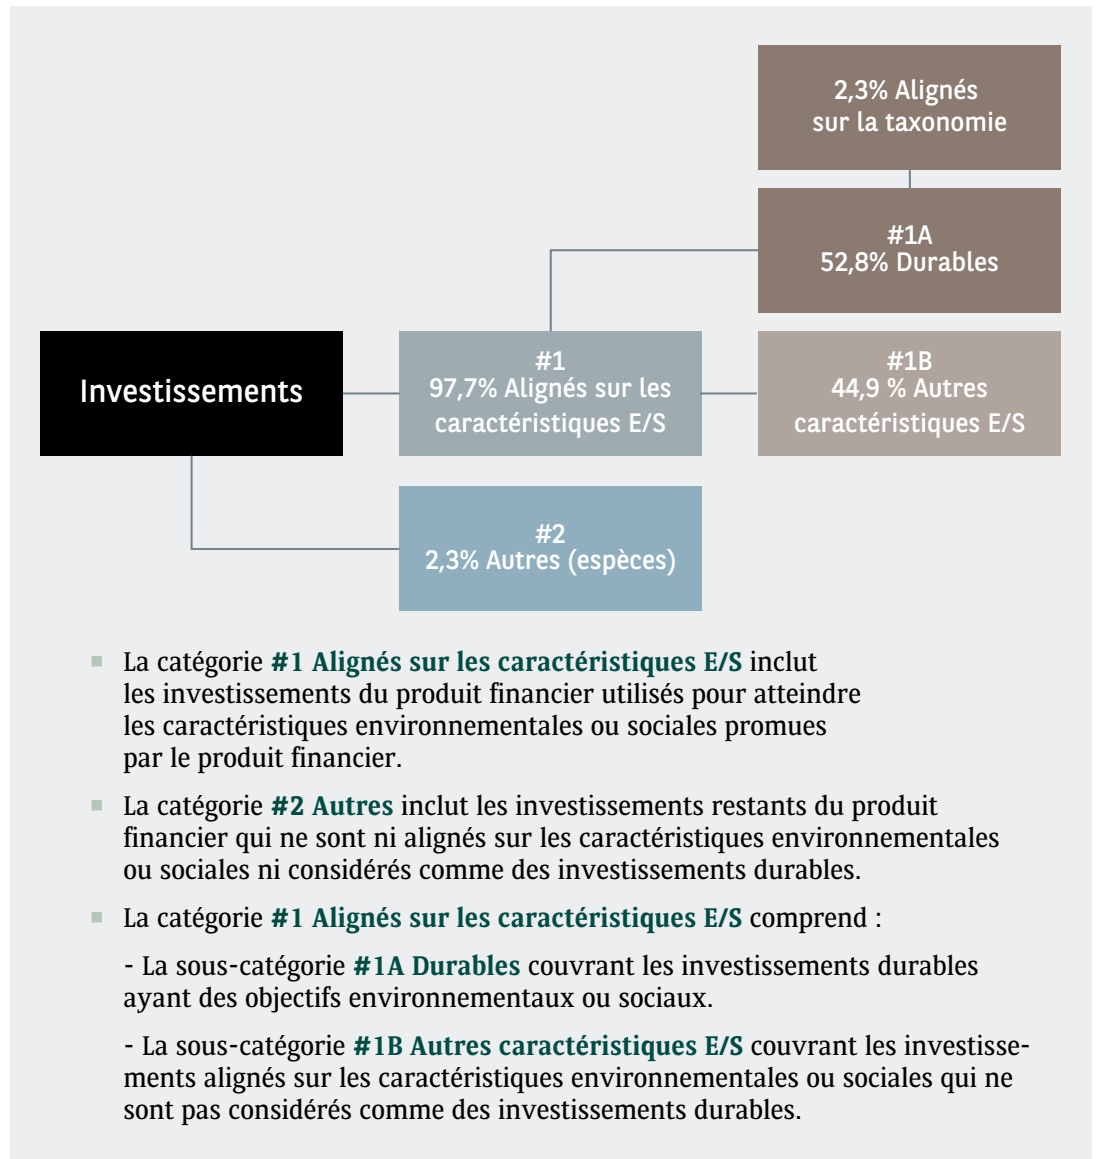 2,3% Alignés
sur la taxonomie
#1A
52,8% Durables
Investissements
#1
97,7% Alignés sur les
caractéristiques E/S
#1B
44,9 % Autres
caractéristiques E/S
#2
2,3% Autres (espèces)
La catégorie #1 Alignés sur les caractéristiques E/S inclut
les investissements du produit financier utilisés pour atteindre
les caractéristiques environnementales ou sociales promues
par le produit financier.
La catégorie #2 Autres inclut les investissements restants du produit
financier qui ne sont ni alignés sur les caractéristiques environnementales
ou sociales ni considérés comme des investissements durables.
La catégorie #1 Alignés sur les caractéristiques E/S comprend :
- La sous-catégorie #1A Durables couvrant les investissements durables
ayant des objectifs environnementaux ou sociaux.
- La sous-catégorie #1B Autres caractéristiques E/S couvrant les investisse-
ments alignés sur les caractéristiques environnementales ou sociales qui ne
sont pas considérés comme des investissements durables.